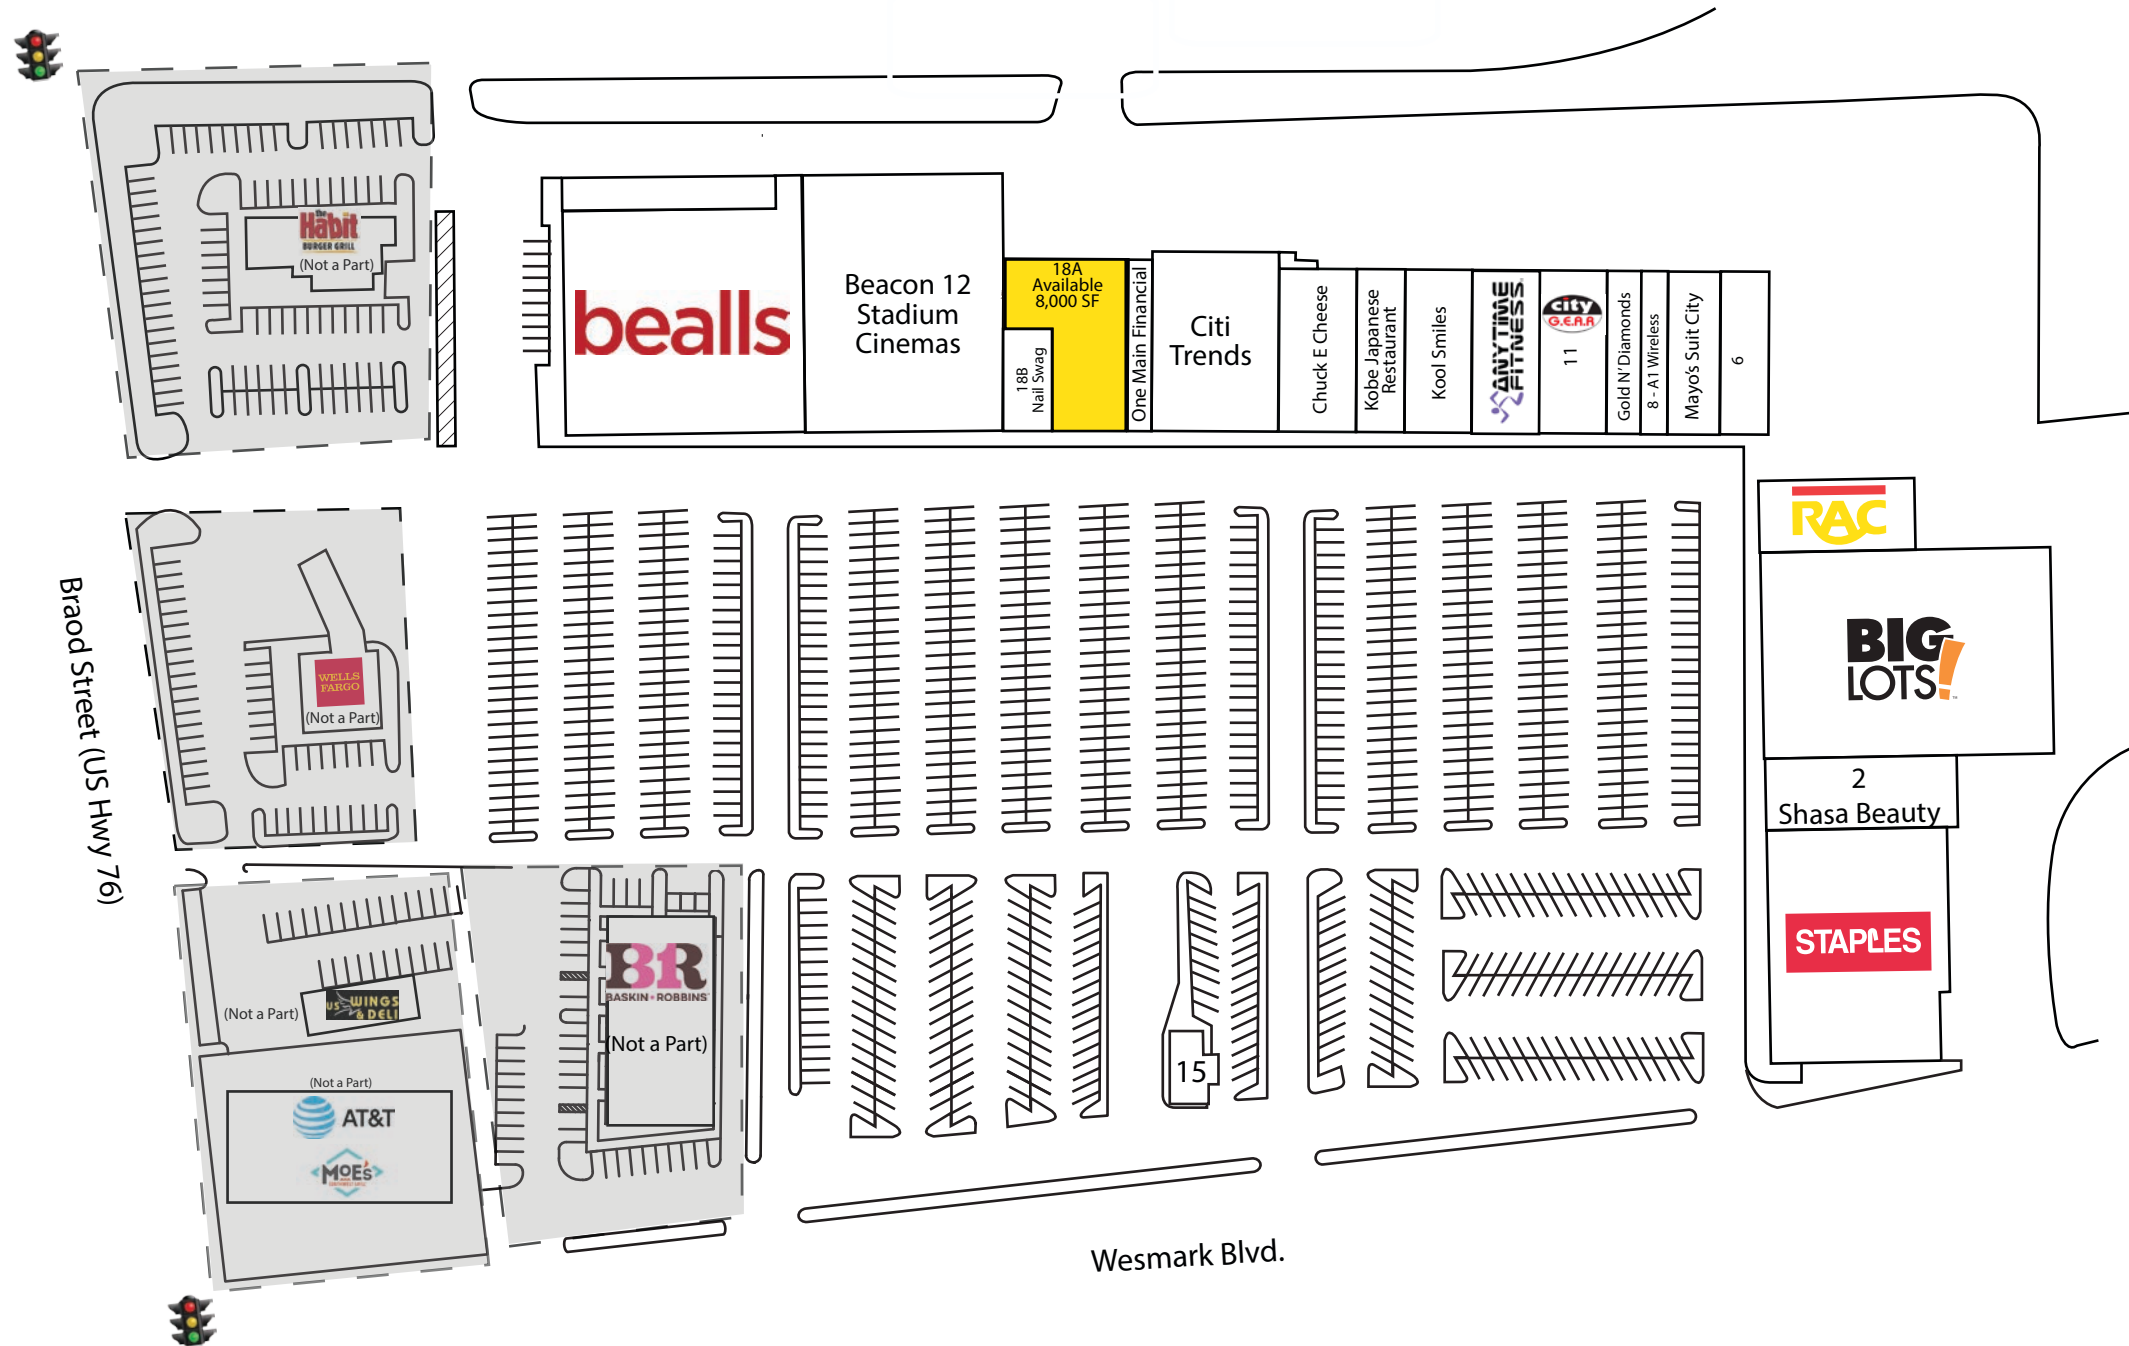 the
Habit
BURGER GRILL
(Not a Part)
bealls
Beacon 12
Stadium
Cinemas
18A
Available
8,000 SF
18B
Nail Swag
One Main Financial
Citi
Trends
Chuck E Cheese
Kobe Japanese
Restaurant
Kool Smiles
ANYTIME
FITNESS
city
G.E.A.R
11
Gold N' Diamonds
8 - A1 Wireless
Mayo's Suit City
6
RAC
BIG
LOTS!
2
Shasa Beauty
STAPLES
Braod Street (US Hwy 76)
WELLS
FARGO
(Not a Part)
US WINGS
& DELI
(Not a Part)
BR
BASKIN-ROBBINS
(Not a Part)
(Not a Part)
AT&T
MOE's
15
Wesmark Blvd.